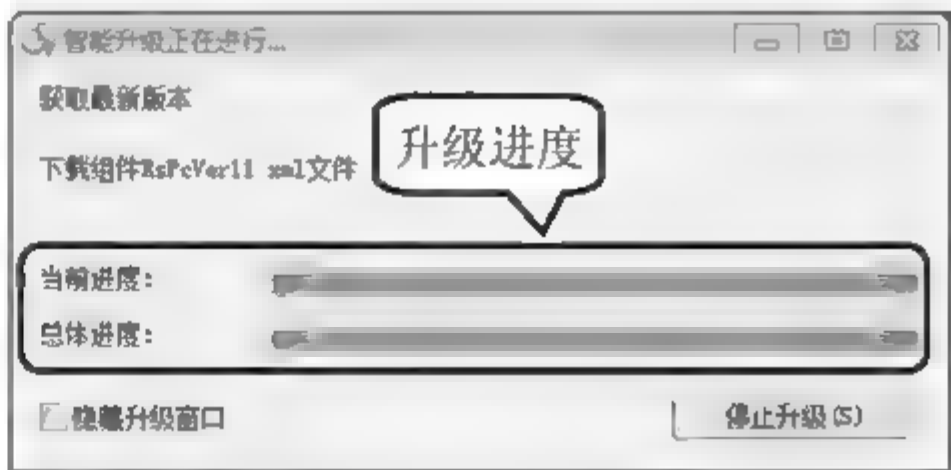 智能升级正在进行...
获取最新版本
升级进度
下载组件RsPcVer11 xml文件
当前进度：
总体进度：
隐藏升级窗口
停止升级(S)